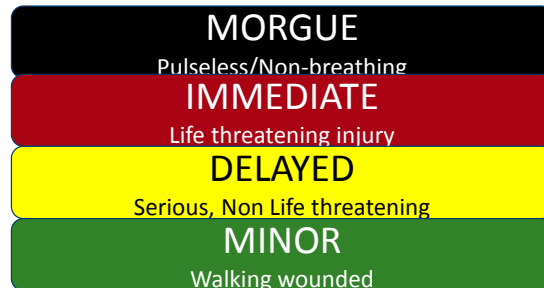 MORGUE
Pulseless/Non-breathing
IMMEDIATE
Life threatening injury
DELAYED
Serious, Non Life threatening
MINOR
Walking wounded